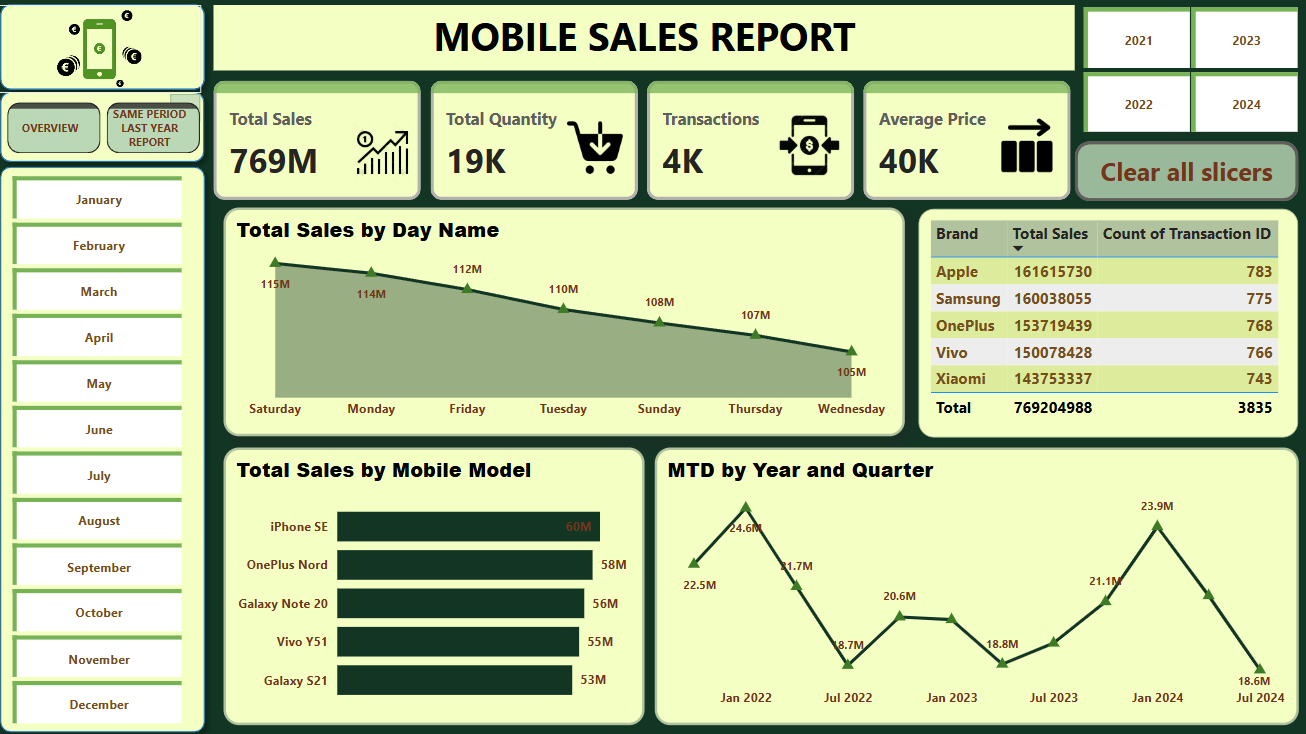 MOBILE SALES REPORT
2021
2023
2022
2024
OVERVIEW
SAME PERIOD
LAST YEAR
REPORT
Clear all slicers
Total Sales
769M
Total Quantity
19K
Transactions
4K
Average Price
40K
January
February
March
April
May
June
July
August
September
October
November
December
Total Sales by Day Name
115M
114M
112M
110M
108M
107M
105M
Saturday Monday Friday Tuesday Sunday Thursday Wednesday
Brand Total Sales Count of Transaction ID
Apple 161615730 783
Samsung 160038055 775
OnePlus 153719439 768
Vivo 150078428 766
Xiaomi 143753337 743
Total 769204988 3835
Total Sales by Mobile Model
iPhone SE 60M
OnePlus Nord 58M
Galaxy Note 20 56M
Vivo Y51 55M
Galaxy S21 53M
MTD by Year and Quarter
22.5M
24.6M
21.7M
18.7M
20.6M
18.8M
21.1M
23.9M
18.6M
Jan 2022 Jul 2022 Jan 2023 Jul 2023 Jan 2024 Jul 2024